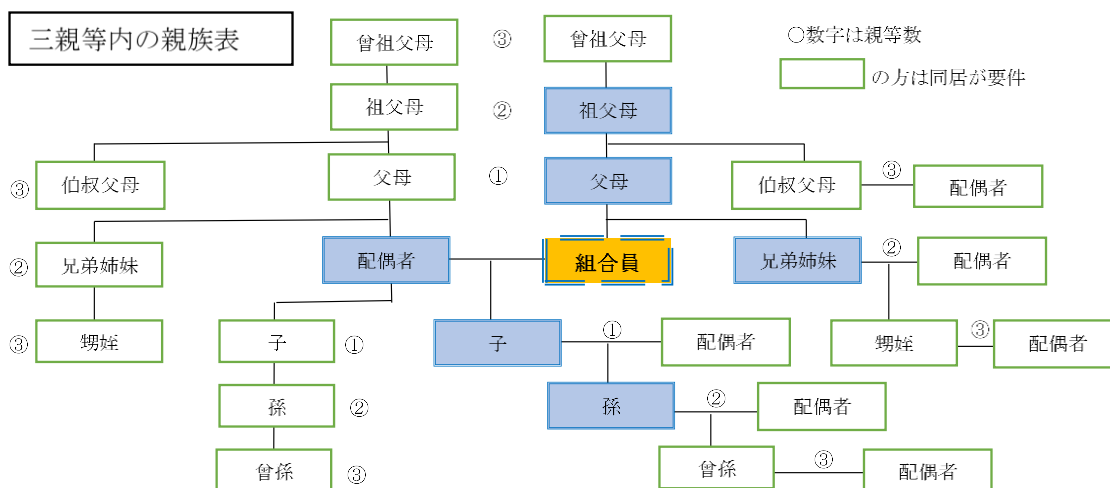 三親等内の親族表
曾祖父母
③
曾祖父母
○数字は親等数
の方は同居が要件
祖父母
②
祖父母
③
伯叔父母
父母
①
父母
伯叔父母
③
配偶者
②
兄弟姉妹
配偶者
組合員
兄弟姉妹
②
配偶者
③
甥姪
子
①
子
①
配偶者
甥姪
③
配偶者
孫
②
孫
②
配偶者
曾孫
③
曾係
③
配偶者